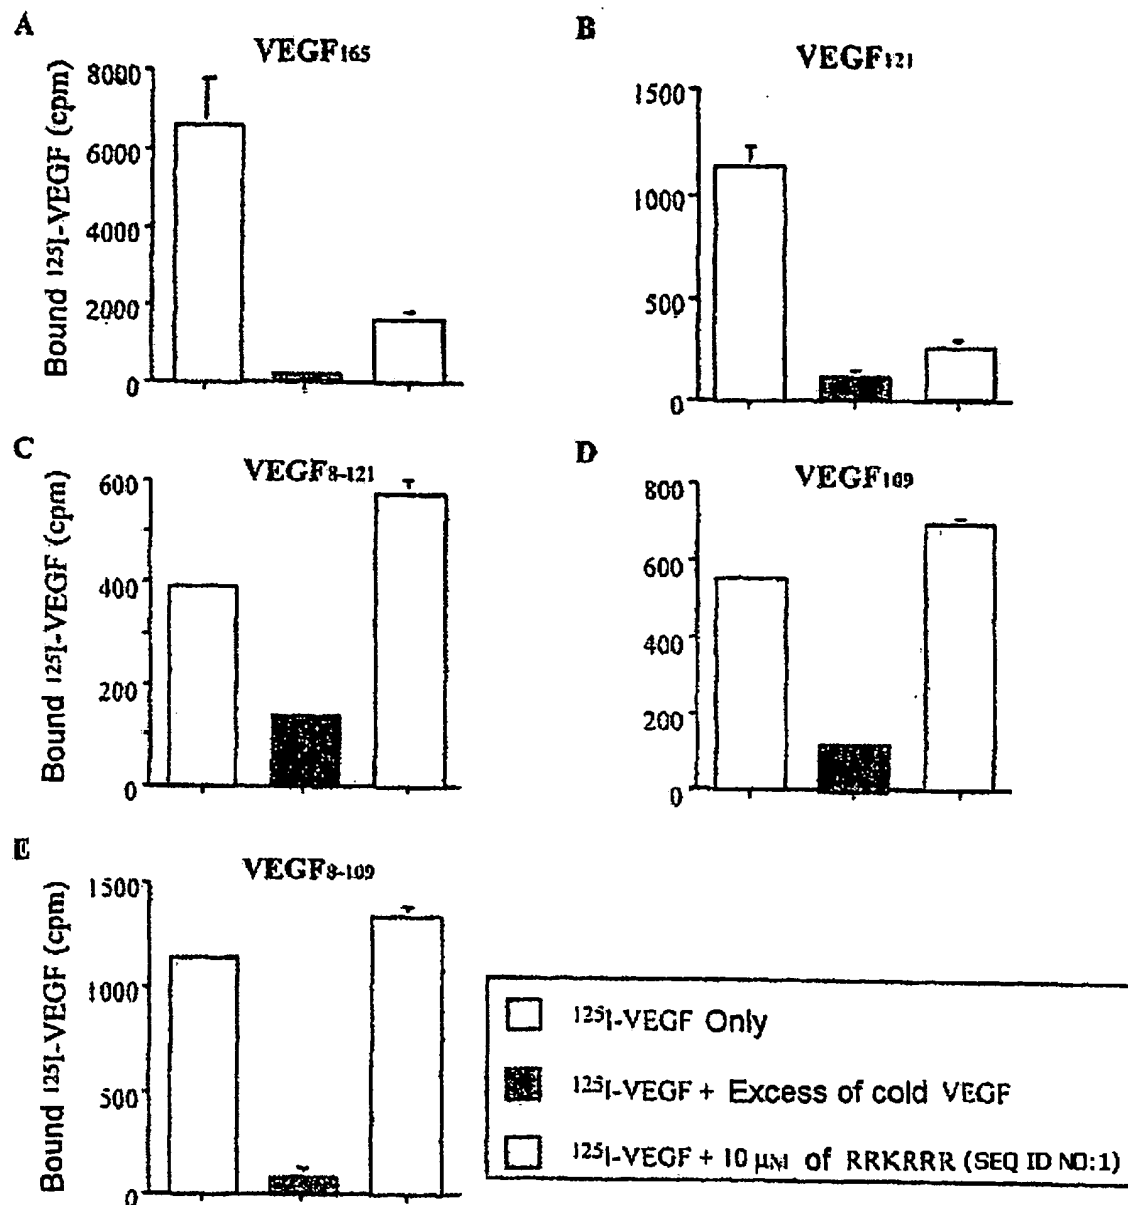 A
VEGF165
Bound 125I-VEGF (cpm)
8000
6000
4000
2000
0
B
VEGF121
1500
1000
500
0
C
VEGF8-121
Bound 125I-VEGF (cpm)
600
400
200
0
D
VEGF109
800
600
400
200
0
E
VEGF8-109
Bound 125I-VEGF (cpm)
1500
1000
500
0
125I-VEGF Only
125I-VEGF + Excess of cold VEGF
125I-VEGF + 10 µM of RRKRRR (SEQ ID NO:1)